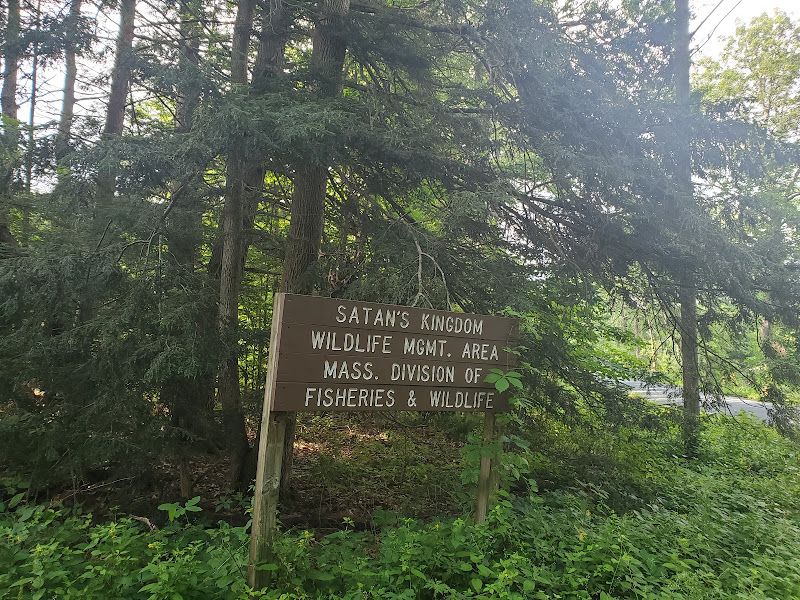 SATAN'S KINGDOM
WILDLIFE MGMT. AREA
MASS. DIVISION OF
FISHERIES & WILDLIFE